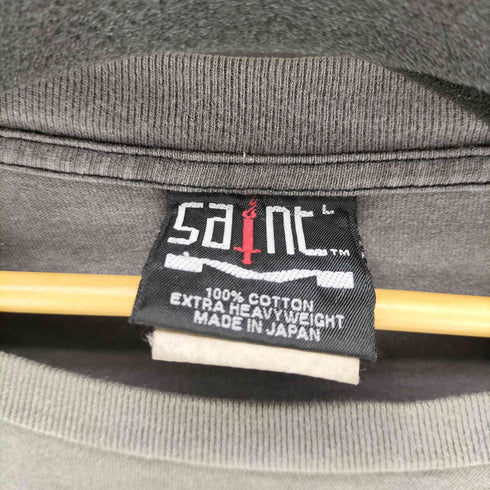 saint L
TM
100% COTTON
EXTRA HEAVYWEIGHT
MADE IN JAPAN